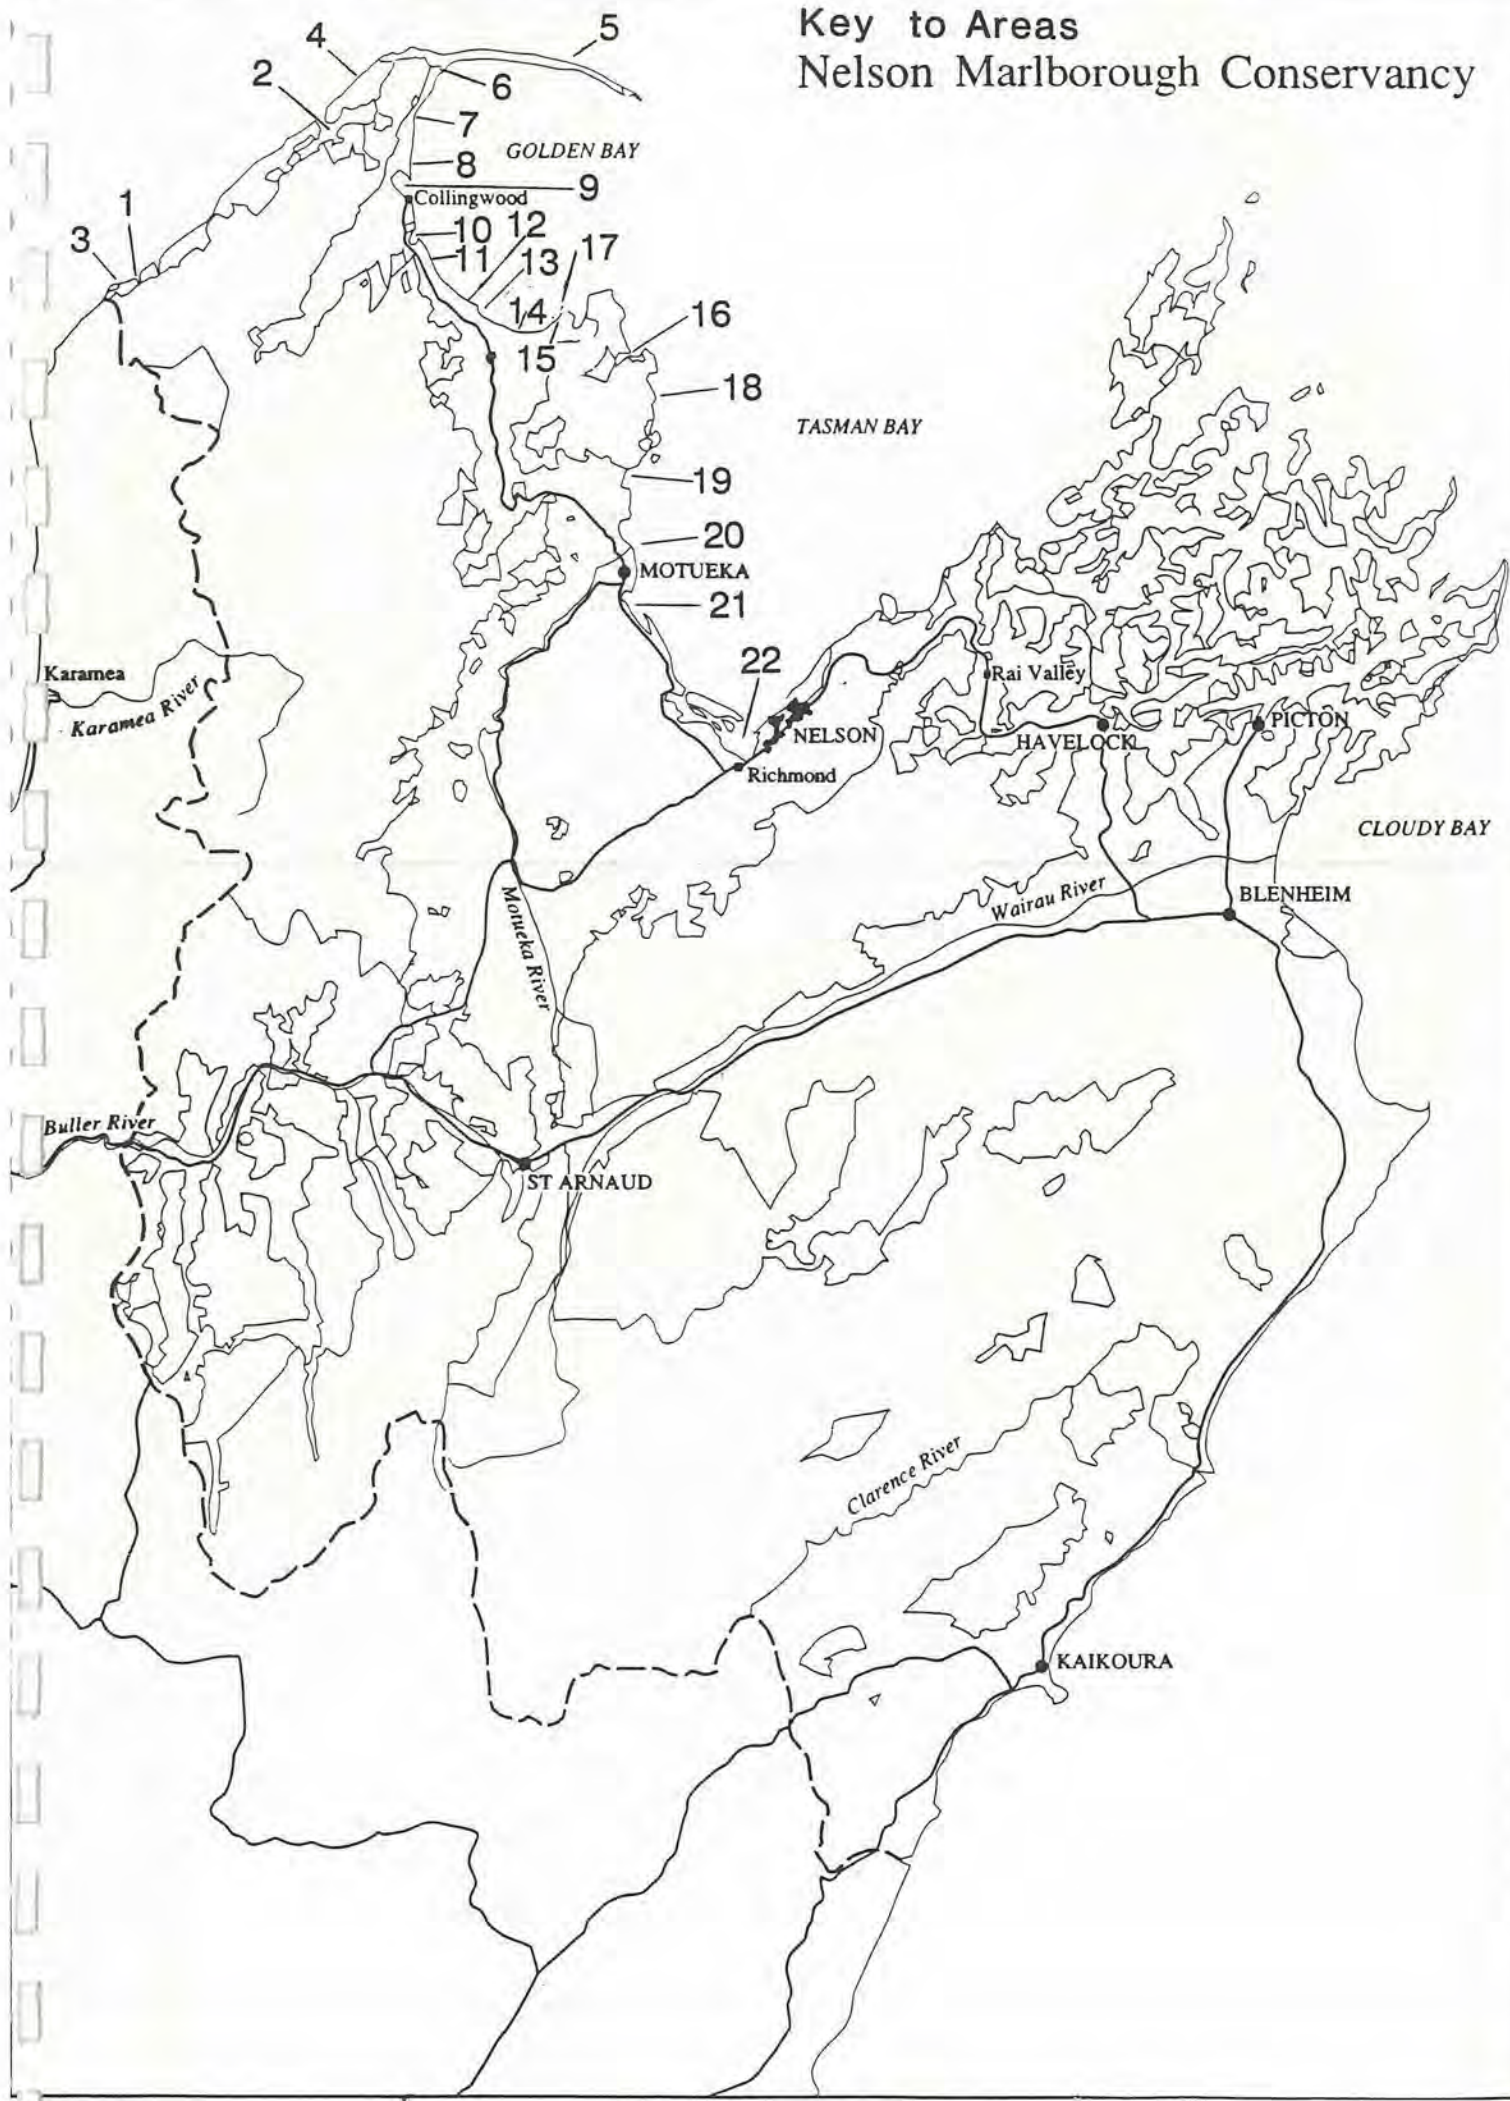 Key to Areas
Nelson Marlborough Conservancy
4
5
2
6
7
GOLDEN BAY
8
9
Collingwood
1
3
10
12
17
11
13
14
16
15
18
TASMAN BAY
19
20
MOTUEKA
21
22
Karamea
Karamea River
Rai Valley
NELSON
HAVELOCK
PICTON
Richmond
CLOUDY BAY
Motueka River
Wairau River
BLENHEIM
Buller River
ST ARNAUD
Clarence River
KAIKOURA